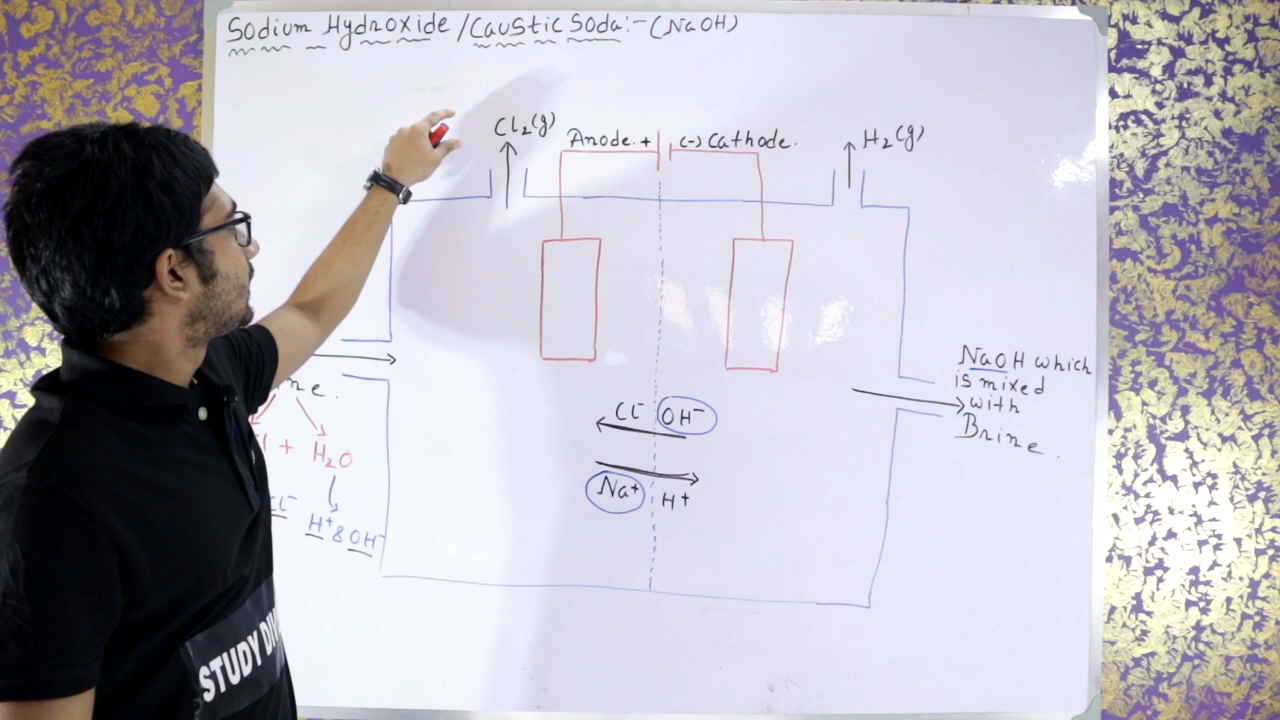 Sodium Hydroxide / Caustic Soda:- (NaOH)
Cl₂(g)
Anode +
(-) Cathode.
H₂(g)
NaOH which
is mixed
with
Brine.
Cl⁻ OH⁻
Na⁺ H⁺
+ H₂O
Cl⁻
H⁺ & OH⁻
STUDY